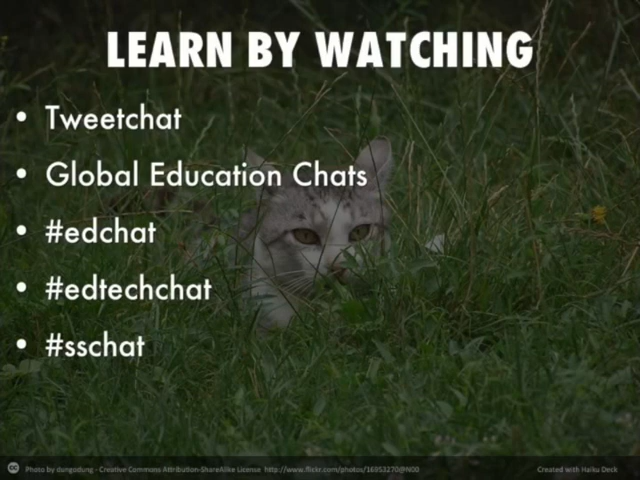 LEARN BY WATCHING
• Tweetchat
• Global Education Chats
• #edchat
• #edtechchat
• #sschat
cc Photo by dungodung - Creative Commons Attribution-ShareAlike License http://www.flickr.com/photos/16953270@N00
Created with Haiku Deck